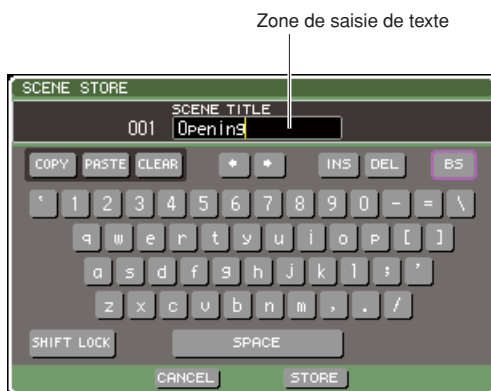 Zone de saisie de texte
SCENE STORE
SCENE TITLE
001 Opening
COPY PASTE CLEAR INS DEL BS
` 1 2 3 4 5 6 7 8 9 0 - = \
q w e r t y u i o p [ ]
a s d f g h j k l ; '
z x c v b n m , . /
SHIFT LOCK SPACE
CANCEL STORE